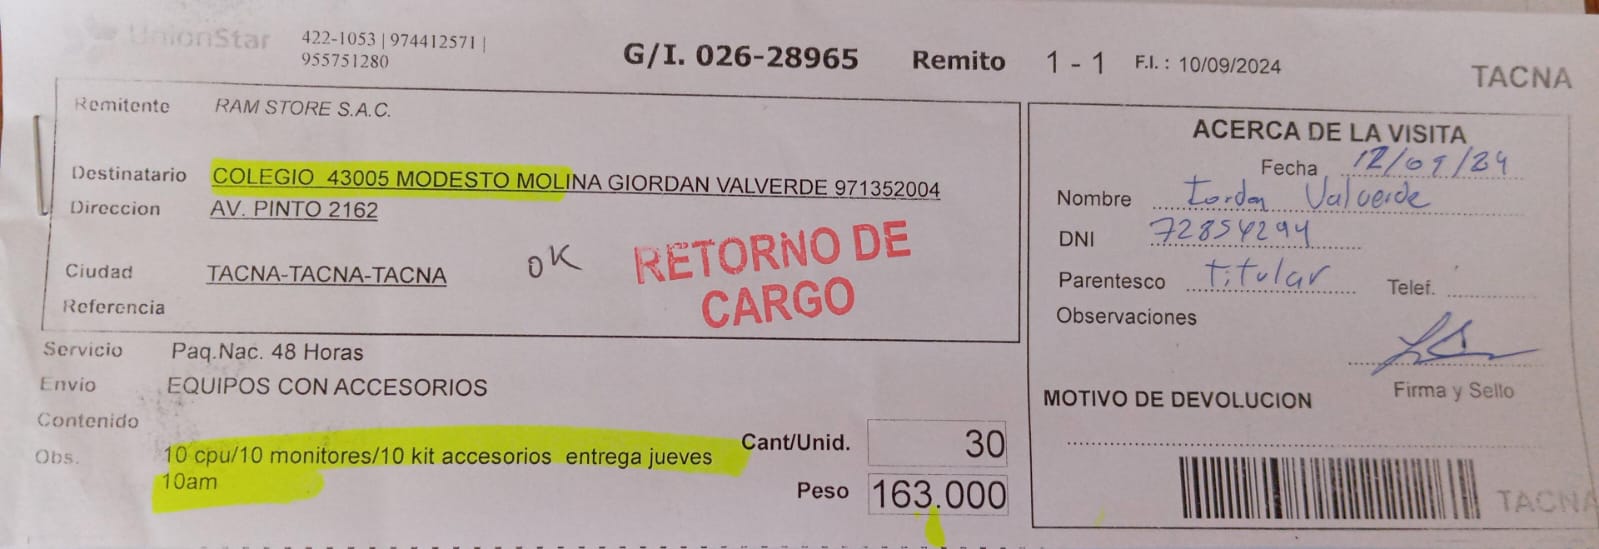 UnionStar
422-1053 | 974412571 |
955751280
G/I. 026-28965 Remito 1 - 1 F.I. : 10/09/2024 TACNA
Remitente RAM STORE S.A.C.
Destinatario COLEGIO 43005 MODESTO MOLINA GIORDAN VALVERDE 971352004
Direccion AV. PINTO 2162
Ciudad TACNA-TACNA-TACNA
Referencia
OK
RETORNO DE
CARGO
Servicio Paq.Nac. 48 Horas
Envio EQUIPOS CON ACCESORIOS
Contenido
Obs. 10 cpu/10 monitores/10 kit accesorios entrega jueves
10am
Cant/Unid. 30
Peso 163.000
ACERCA DE LA VISITA
Fecha 12/09/24
Nombre Iordan Valverde
DNI 72854294
Parentesco titular Telef.
Observaciones
Firma y Sello
MOTIVO DE DEVOLUCION
TACNA